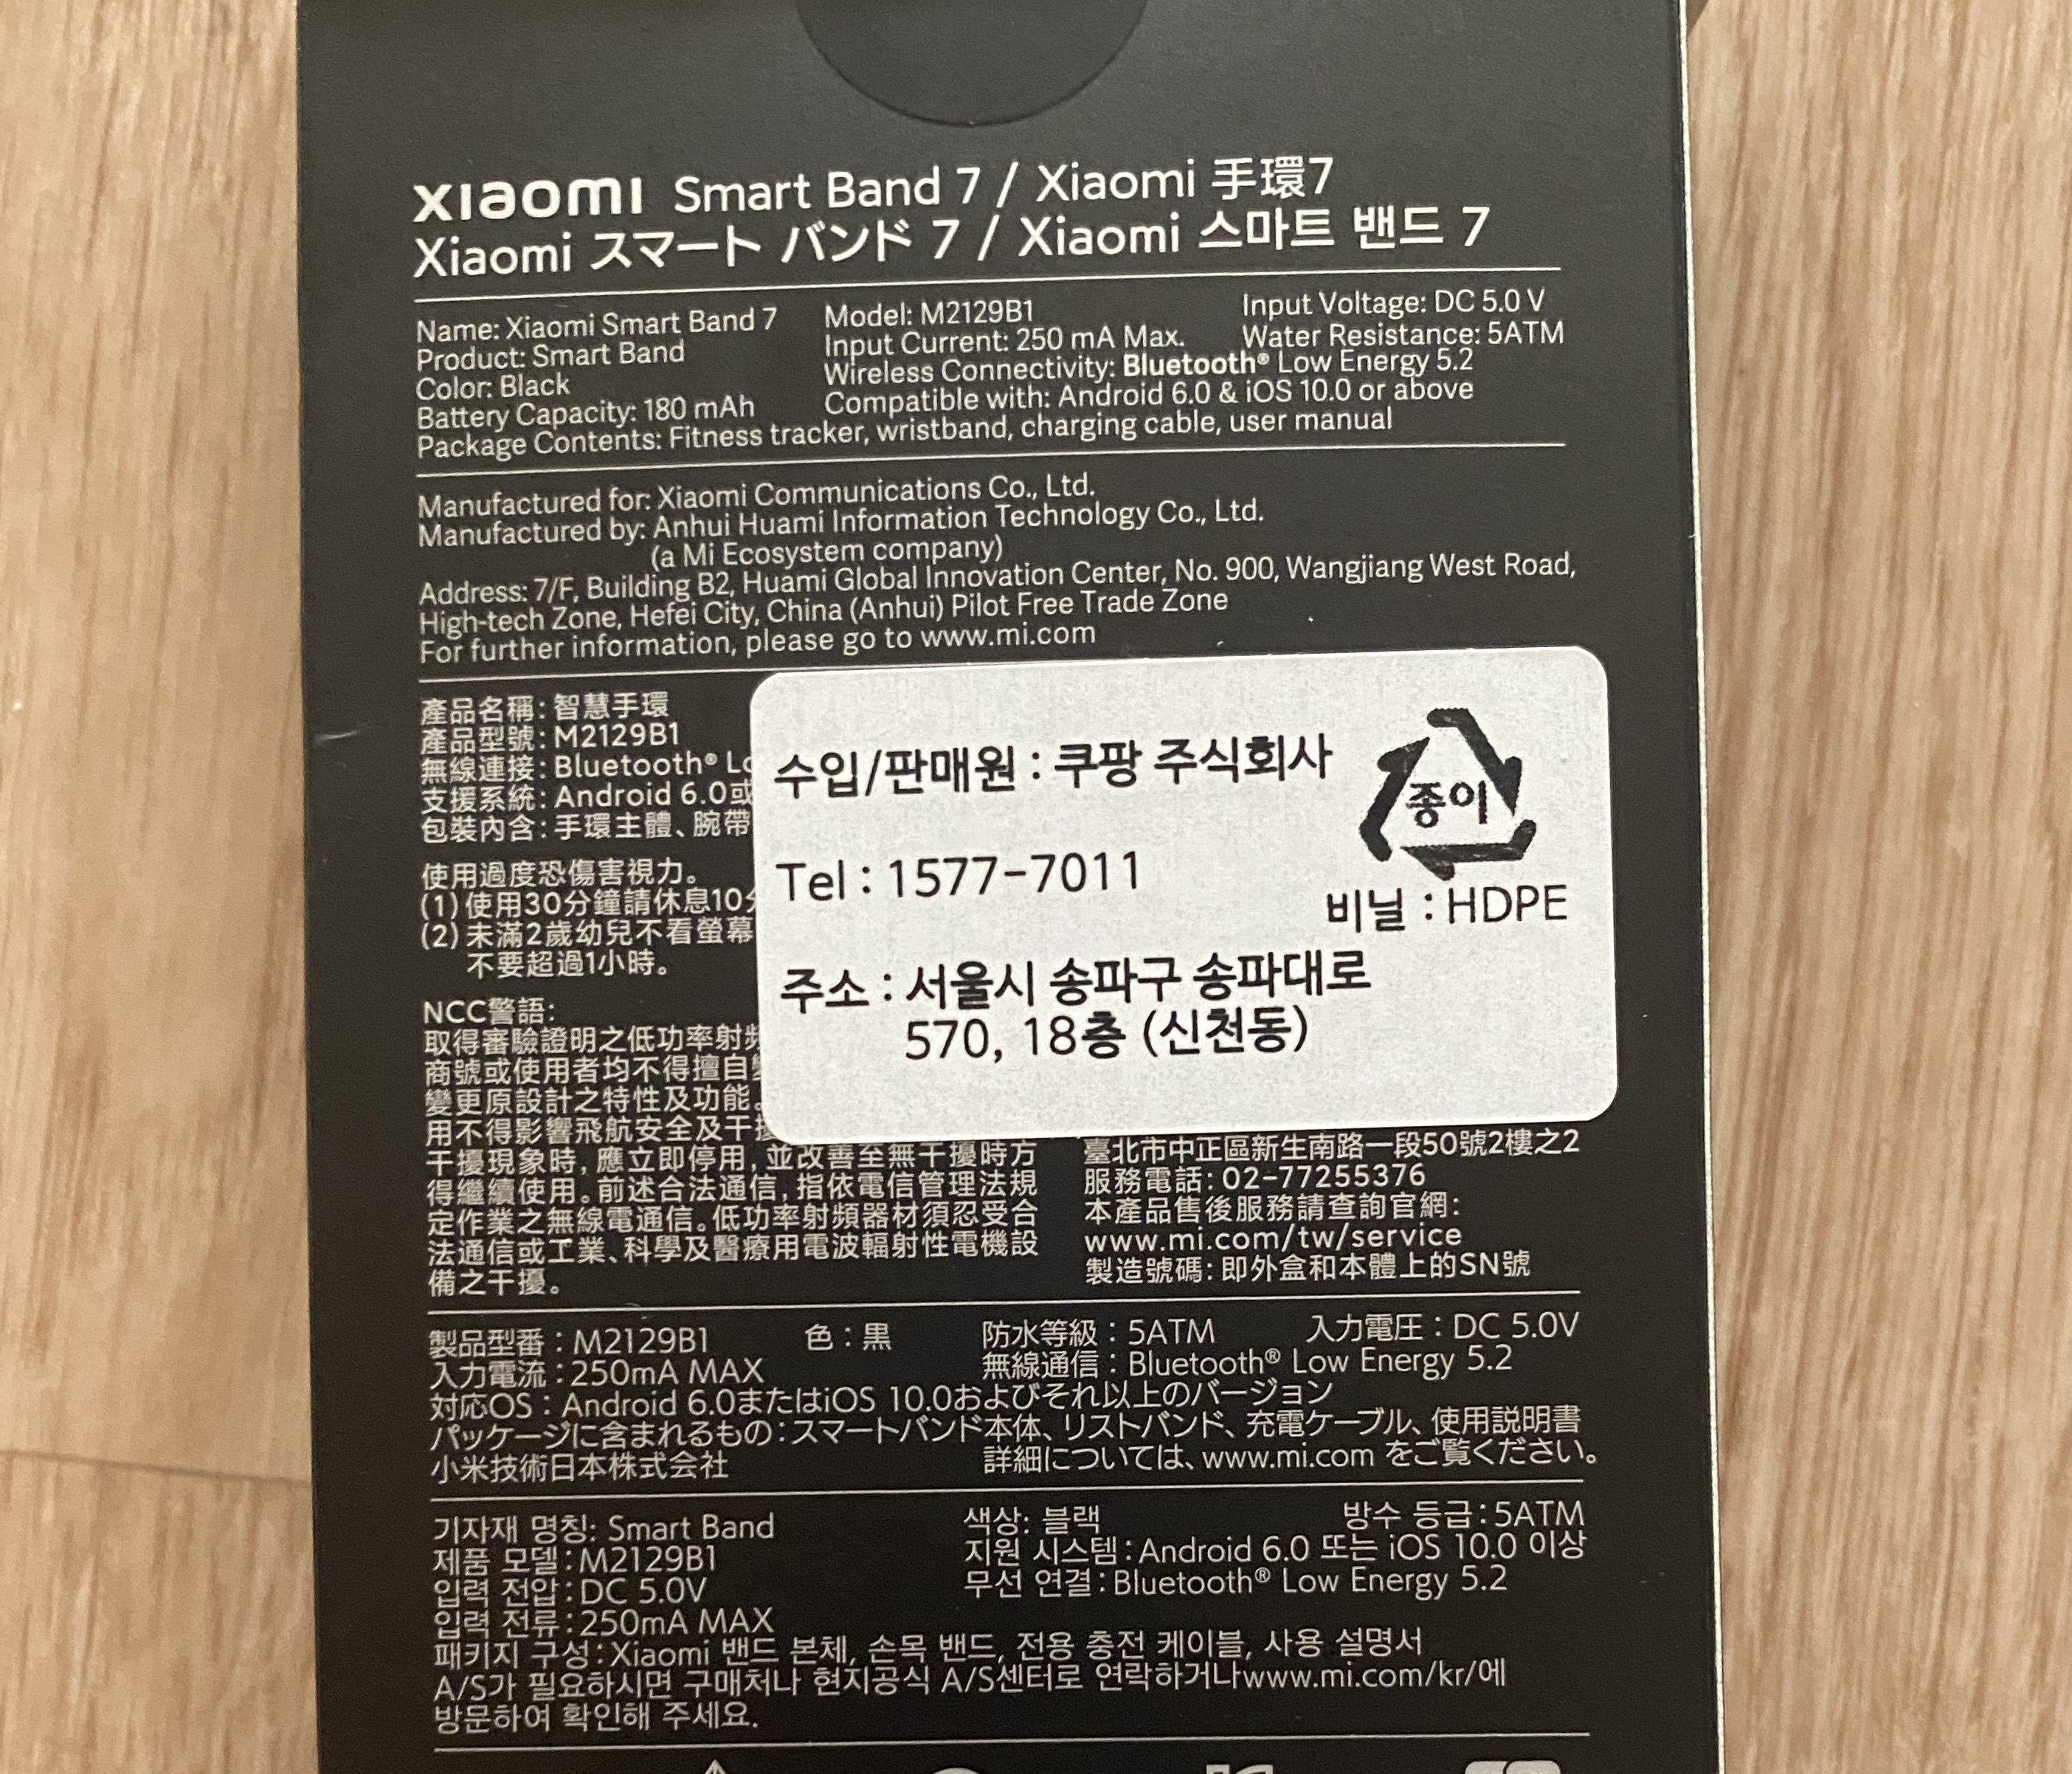 xiaomi Smart Band 7 / Xiaomi 手環7
Xiaomi スマート バンド 7 / Xiaomi 스마트 밴드 7
Name: Xiaomi Smart Band 7
Product: Smart Band
Color: Black
Battery Capacity: 180 mAh
Model: M2129B1
Input Current: 250 mA Max.
Input Voltage: DC 5.0 V
Water Resistance: 5ATM
Wireless Connectivity: Bluetooth® Low Energy 5.2
Compatible with: Android 6.0 & iOS 10.0 or above
Package Contents: Fitness tracker, wristband, charging cable, user manual
Manufactured for: Xiaomi Communications Co., Ltd.
Manufactured by: Anhui Huami Information Technology Co., Ltd.
(a Mi Ecosystem company)
Address: 7/F, Building B2, Huami Global Innovation Center, No. 900, Wangjiang West Road,
High-tech Zone, Hefei City, China (Anhui) Pilot Free Trade Zone
For further information, please go to www.mi.com
產品名稱: 智慧手環
產品型號: M2129B1
無線連接: Bluetooth®
支援系統: Android 6.0或
包裝內含: 手環主體、腕帶
使用過度恐傷害視力。
(1) 使用30分鐘請休息10
(2) 未滿2歲幼兒不看螢幕
不要超過1小時。
NCC警語:
取得審驗證明之低功率射頻
商號或使用者均不得擅自
變更原設計之特性及功能。
用不得影響飛航安全及干
干擾現象時, 應立即停用, 並改善至無干擾時方
得繼續使用。前述合法通信, 指依電信管理法規
定作業之無線電通信。低功率射頻器材須忍受合
法通信或工業、科學及醫療用電波輻射性電機設
備之干擾。
수입/판매원 : 쿠팡 주식회사
종이
Tel : 1577-7011
비닐 : HDPE
주소 : 서울시 송파구 송파대로
570, 18층 (신천동)
臺北市中正區新生南路一段50號2樓之2
服務電話: 02-77255376
本產品售後服務請查詢官網:
www.mi.com/tw/service
製造號碼: 即外盒和本體上的SN號
製品型番：M2129B1
色：黒
防水等級：5ATM
入力電圧：DC 5.0V
入力電流：250mA MAX
無線通信：Bluetooth® Low Energy 5.2
対応OS：Android 6.0またはiOS 10.0およびそれ以上のバージョン
パッケージに含まれるもの：スマートバンド本体、リストバンド、充電ケーブル、使用説明書
小米技術日本株式会社
詳細については、www.mi.com をご覧ください。
기자재 명칭: Smart Band
색상: 블랙
방수 등급: 5ATM
제품 모델: M2129B1
지원 시스템: Android 6.0 또는 iOS 10.0 이상
입력 전압: DC 5.0V
무선 연결: Bluetooth® Low Energy 5.2
입력 전류: 250mA MAX
패키지 구성: Xiaomi 밴드 본체, 손목 밴드, 전용 충전 케이블, 사용 설명서
A/S가 필요하시면 구매처나 현지공식 A/S센터로 연락하거나www.mi.com/kr/에
방문하여 확인해 주세요.